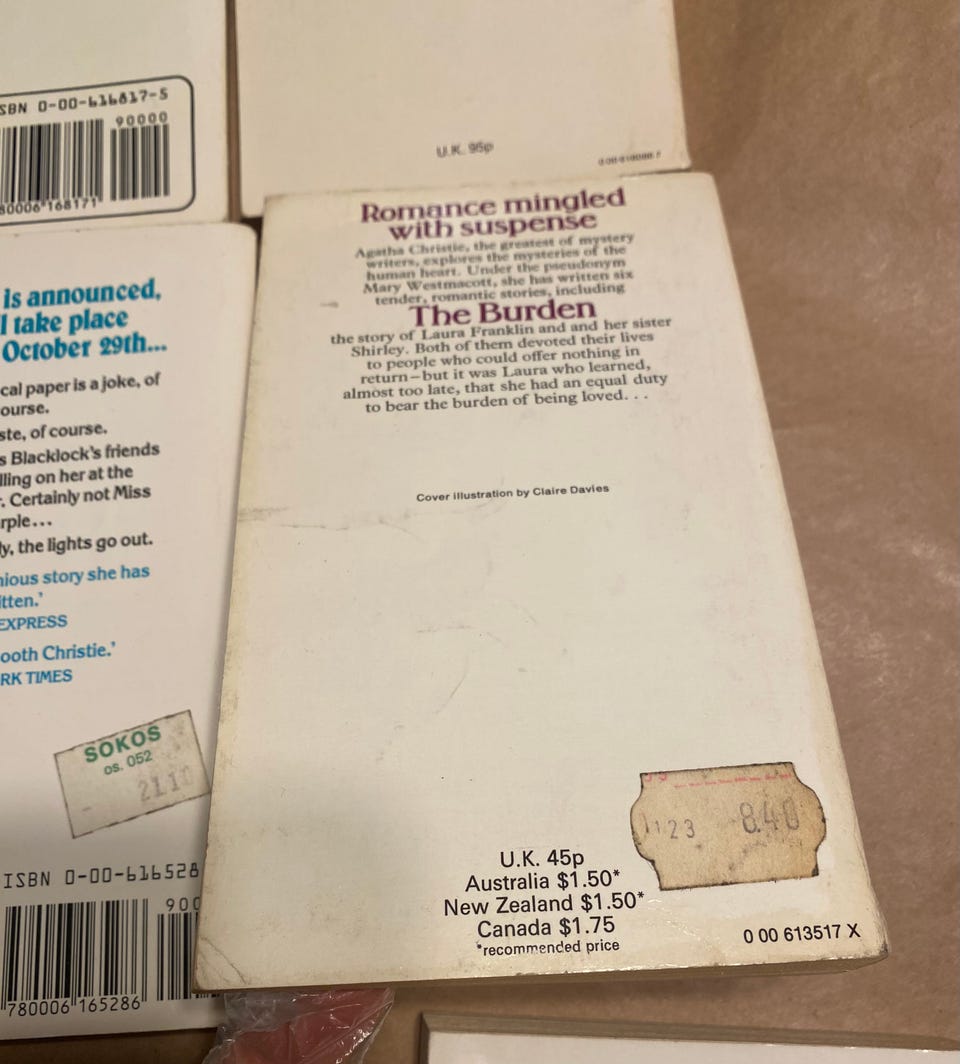 ISBN 0-00-616817-5
90000
80006 168171
U.K. 95p
Romance mingled
with suspense
Agatha Christie, the greatest of mystery
writers, explores the mysteries of the
human heart. Under the pseudonym
Mary Westmacott, she has written six
tender, romantic stories, including
The Burden
the story of Laura Franklin and and her sister
Shirley. Both of them devoted their lives
to people who could offer nothing in
return—but it was Laura who learned,
almost too late, that she had an equal duty
to bear the burden of being loved. . .
Cover illustration by Claire Davies
U.K. 45p
Australia $1.50*
New Zealand $1.50*
Canada $1.75
*recommended price
0 00 613517 X
123 8.40
is announced,
l take place
October 29th...
cal paper is a joke, of
ourse.
ste, of course.
s Blacklock's friends
lling on her at the
. Certainly not Miss
rple...
ly, the lights go out.
nious story she has
itten.'
EXPRESS
ooth Christie.'
RK TIMES
SOKOS
os. 052
21.10
ISBN 0-00-616528
900
780006 165286